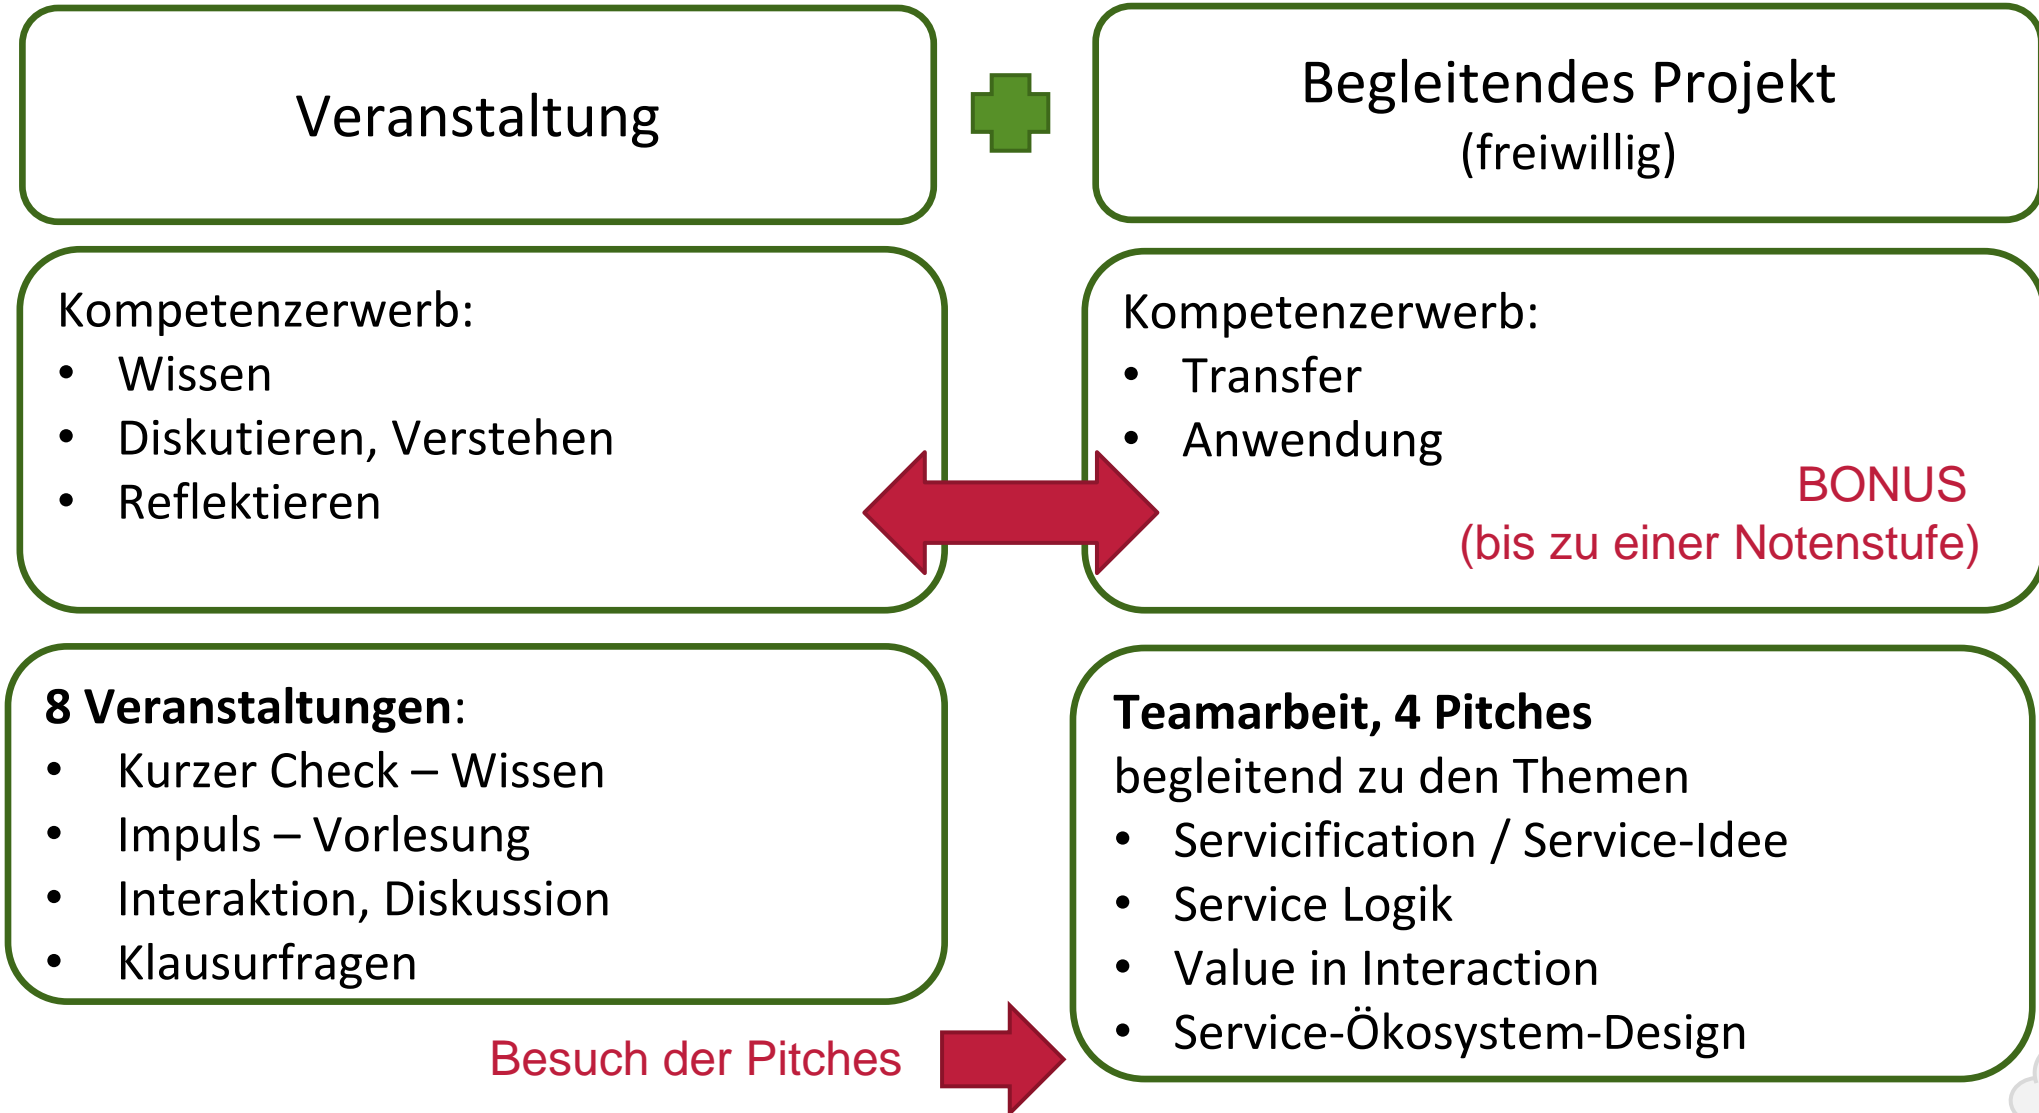 Veranstaltung
Begleitendes Projekt
(freiwillig)
Kompetenzerwerb:
• Wissen
• Diskutieren, Verstehen
• Reflektieren
Kompetenzerwerb:
• Transfer
• Anwendung
BONUS
(bis zu einer Notenstufe)
8 Veranstaltungen:
• Kurzer Check – Wissen
• Impuls – Vorlesung
• Interaktion, Diskussion
• Klausurfragen
Besuch der Pitches
Teamarbeit, 4 Pitches
begleitend zu den Themen
• Servicification / Service-Idee
• Service Logik
• Value in Interaction
• Service-Ökosystem-Design